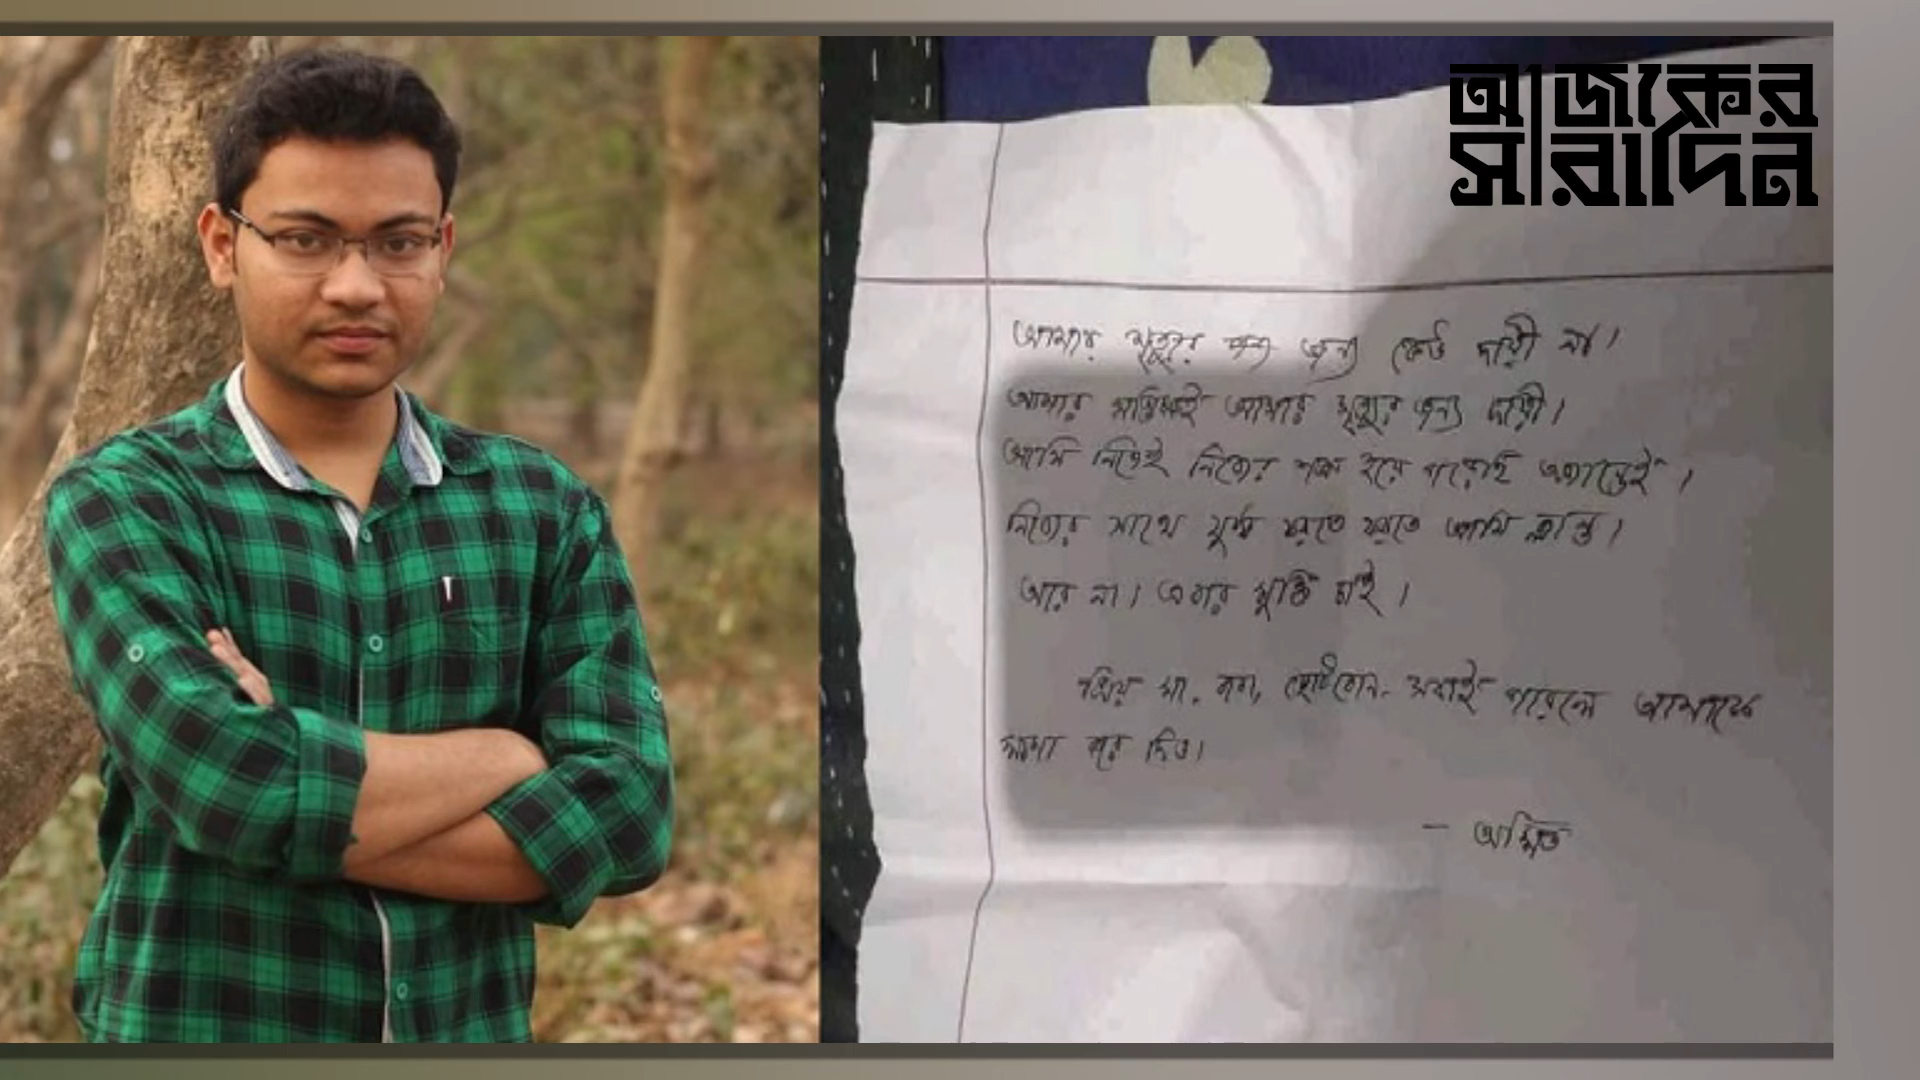 আজকের
সারাদিন
আমার মৃত্যুর জন্য কেউ দায়ী না।
আমার মস্তিষ্কই আমার মৃত্যুর জন্য দায়ী।
আমি নিজেই নিজের শত্রু হয়ে পড়েছি অজান্তেই।
নিজের সাথে যুদ্ধ করতে করতে আমি ক্লান্ত।
আর না। এবার মুক্তি চাই।
প্রিয় মা, বাবা, ছোটবোন, সবাই পারলে আমাকে
ক্ষমা করে দিও।